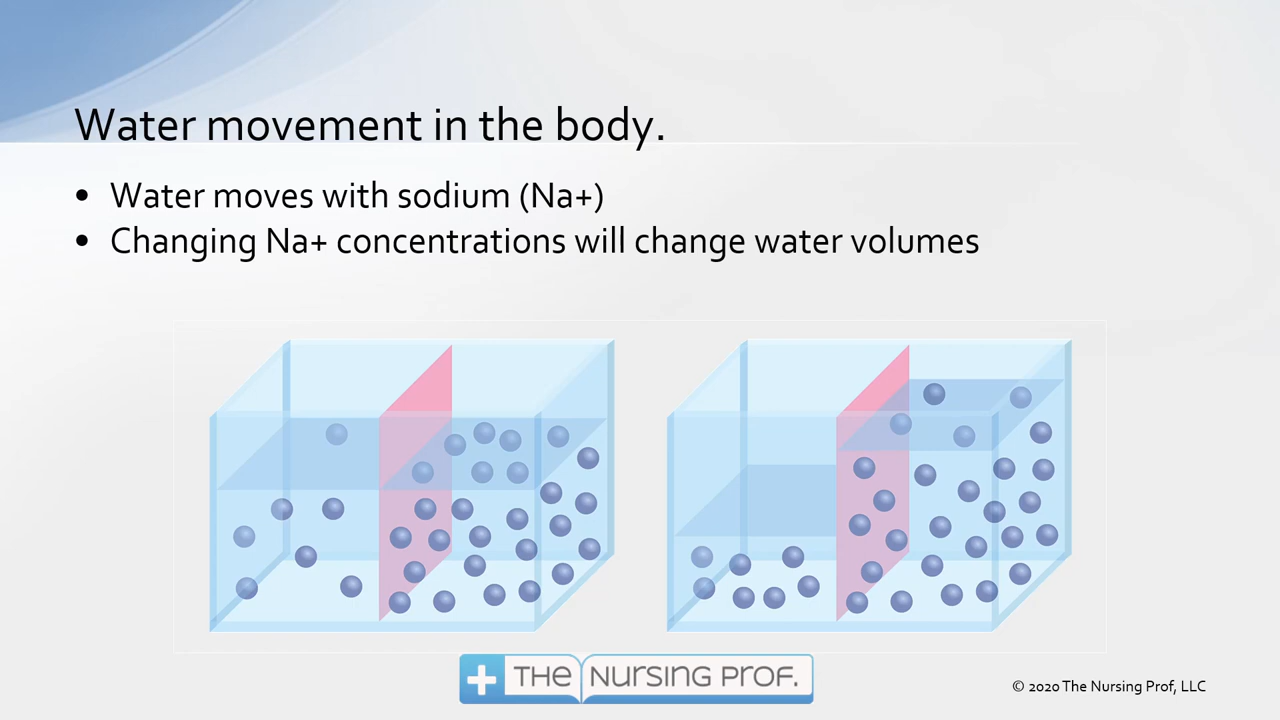 Water movement in the body.
• Water moves with sodium (Na+)
• Changing Na+ concentrations will change water volumes
THE NURSING PROF.
© 2020 The Nursing Prof, LLC